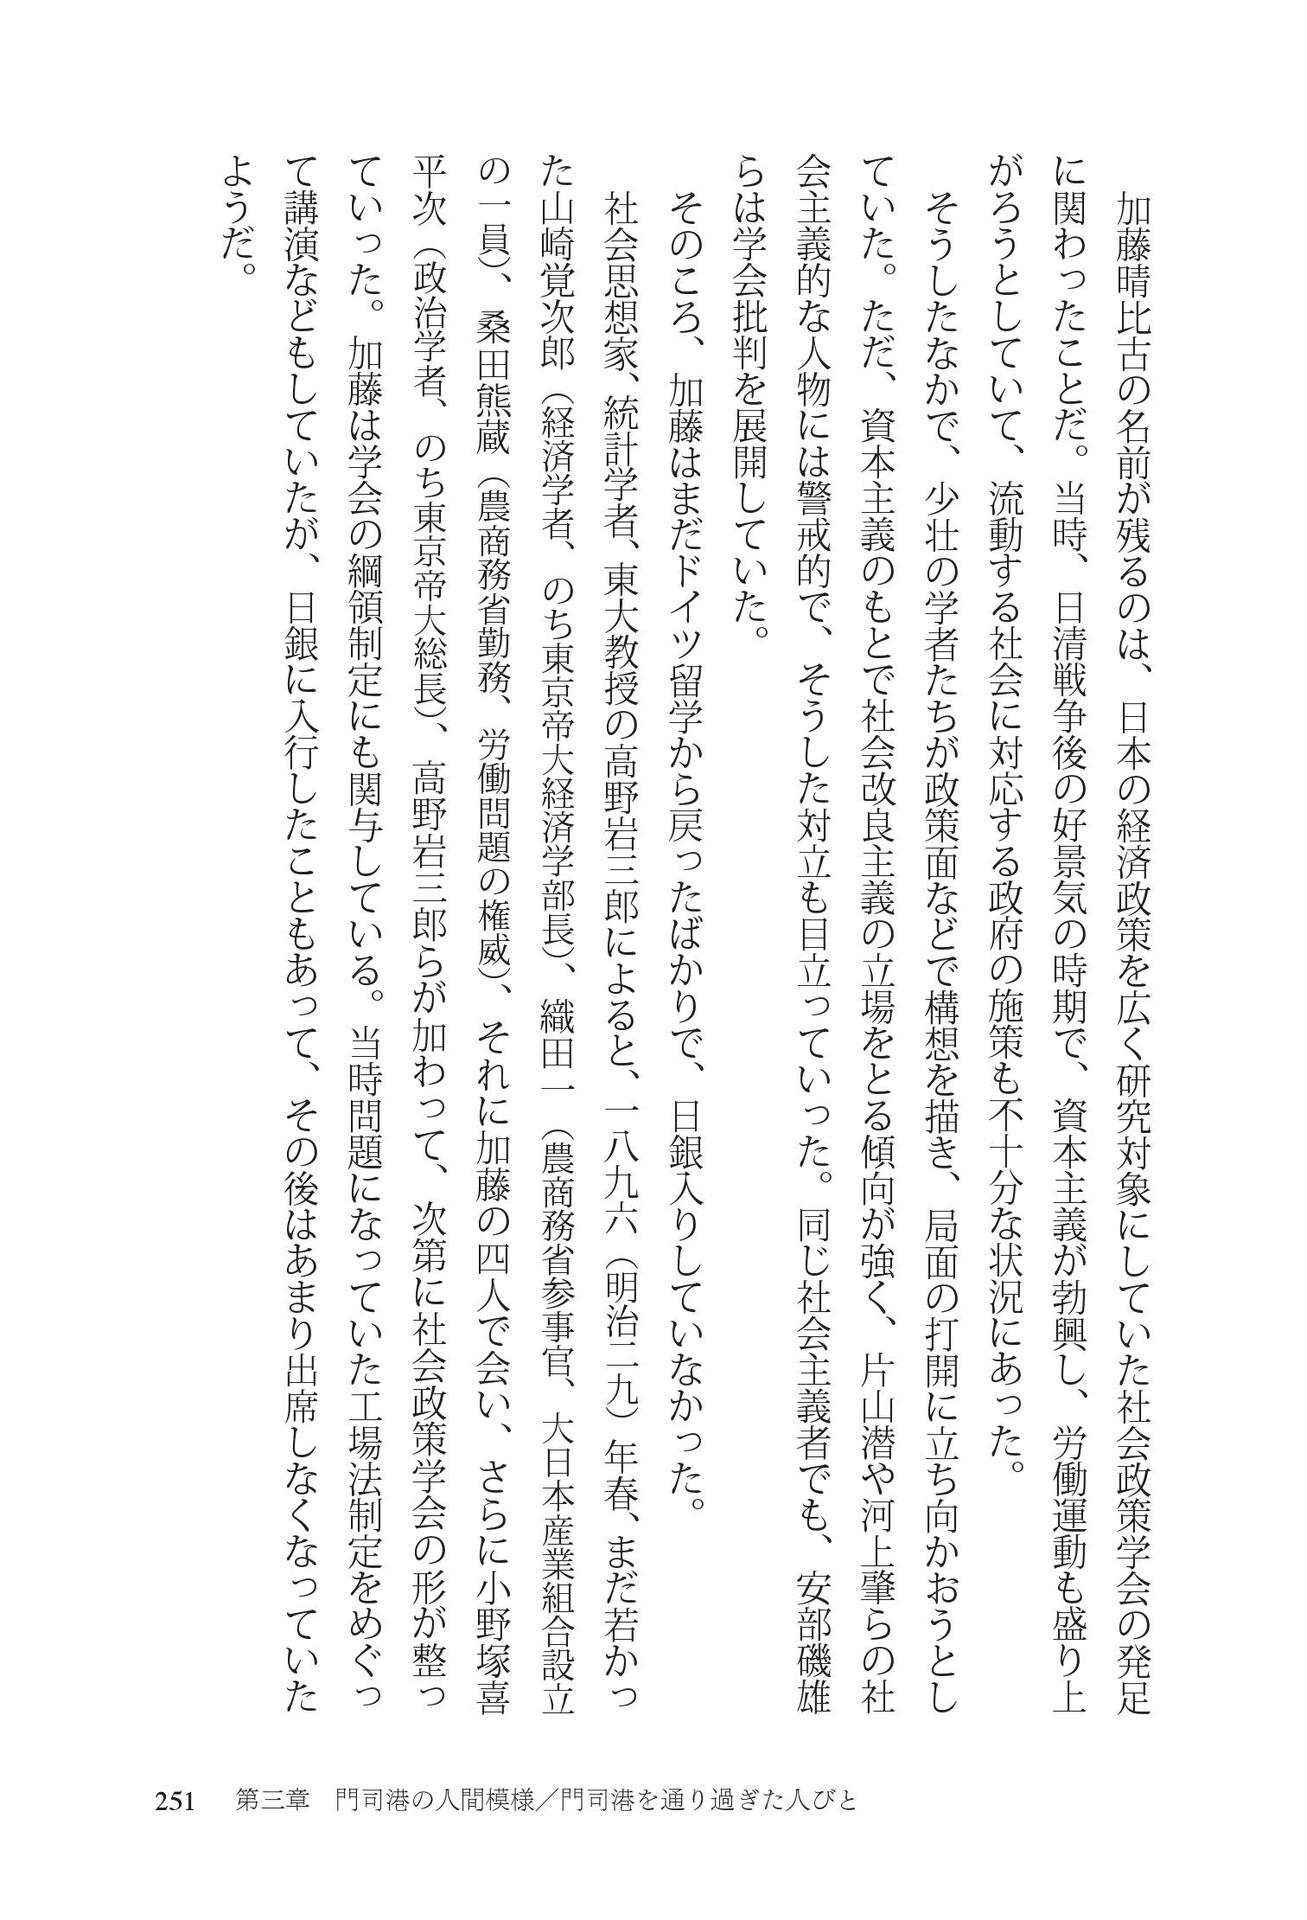 加藤晴比古の名前が残るのは、日本の経済政策を広く研究対象にしていた社会政策学会の発足
に関わったことだ。当時、日清戦争後の好景気の時期で、資本主義が勃興し、労働運動も盛り上
がろうとしていて、流動する社会に対応する政府の施策も不十分な状況にあった。
そうしたなかで、少壮の学者たちが政策面などで構想を描き、局面の打開に立ち向かおうとし
ていた。ただ、資本主義のもとで社会改良主義の立場をとる傾向が強く、片山潜や河上肇らの社
会主義的な人物には警戒的で、そうした対立も目立っていった。同じ社会主義者でも、安部磯雄
らは学会批判を展開していた。
そのころ、加藤はまだドイツ留学から戻ったばかりで、日銀入りしていなかった。
社会思想家、統計学者、東大教授の高野岩三郎によると、一八九六（明治二九）年春、まだ若かっ
た山崎覚次郎（経済学者、のち東京帝大経済学部長）、織田一（農商務省参事官、大日本産業組合設立
の一員）、桑田熊蔵（農商務省勤務、労働問題の権威）、それに加藤の四人で会い、さらに小野塚喜
平次（政治学者、のち東京帝大総長）、高野岩三郎らが加わって、次第に社会政策学会の形が整っ
ていった。加藤は学会の綱領制定にも関与している。当時問題になっていた工場法制定をめぐっ
て講演などもしていたが、日銀に入行したこともあって、その後はあまり出席しなくなっていた
ようだ。
251 第三章　門司港の人間模様／門司港を通り過ぎた人びと